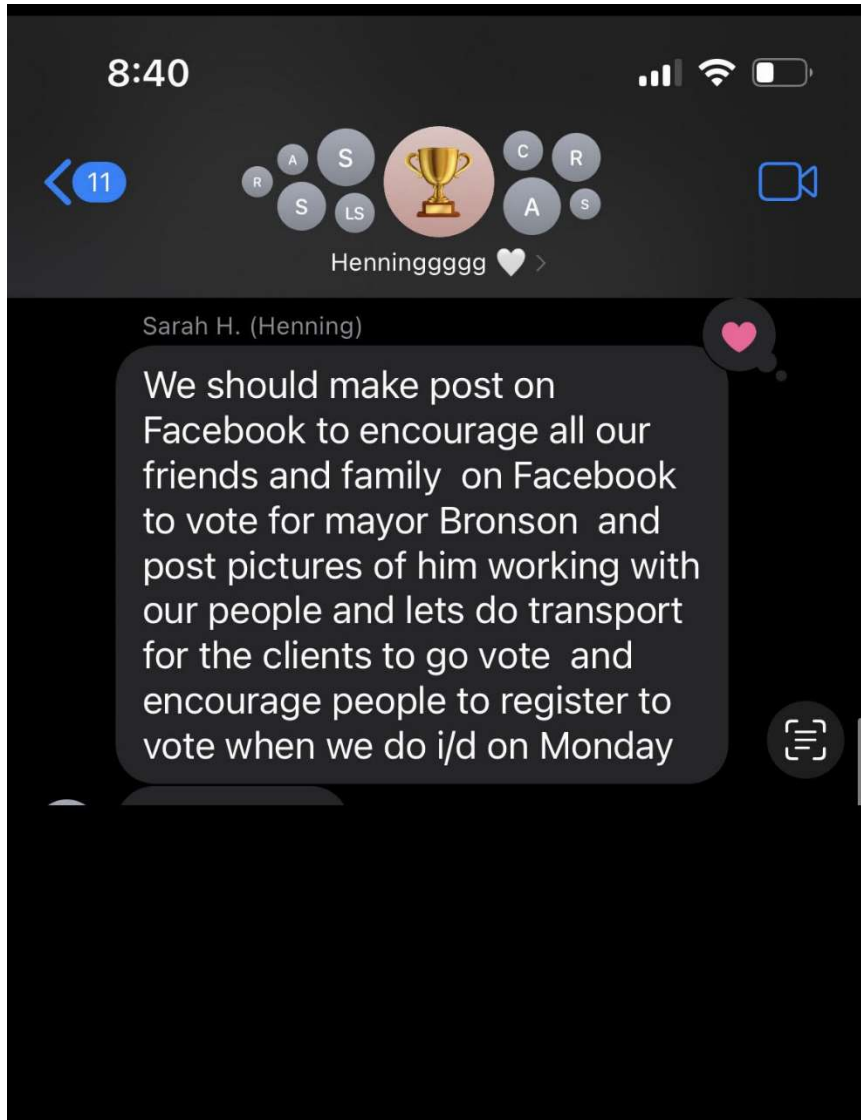 8:40
11
R A S S LS C R A S
Henninggggg 🤍 >
Sarah H. (Henning)
We should make post on
Facebook to encourage all our
friends and family  on Facebook
to vote for mayor Bronson  and
post pictures of him working with
our people and lets do transport
for the clients to go vote  and
encourage people to register to
vote when we do i/d on Monday